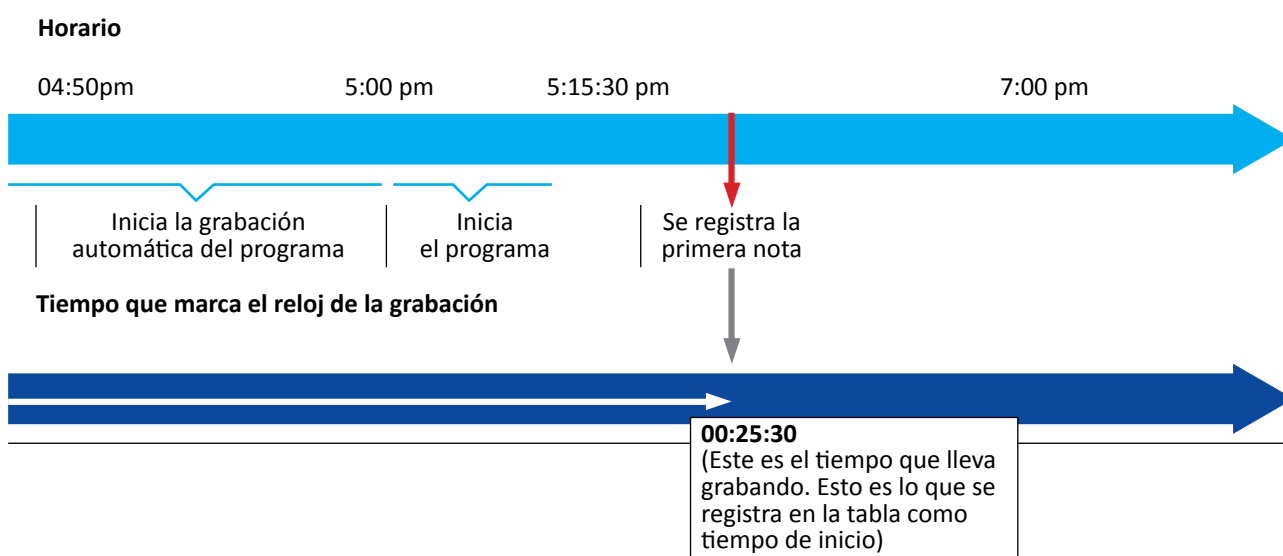 Horario
04:50pm 5:00 pm 5:15:30 pm 7:00 pm
Inicia la grabación
automática del programa
Inicia
el programa
Se registra la
primera nota
Tiempo que marca el reloj de la grabación
00:25:30
(Este es el tiempo que lleva
grabando. Esto es lo que se
registra en la tabla como
tiempo de inicio)